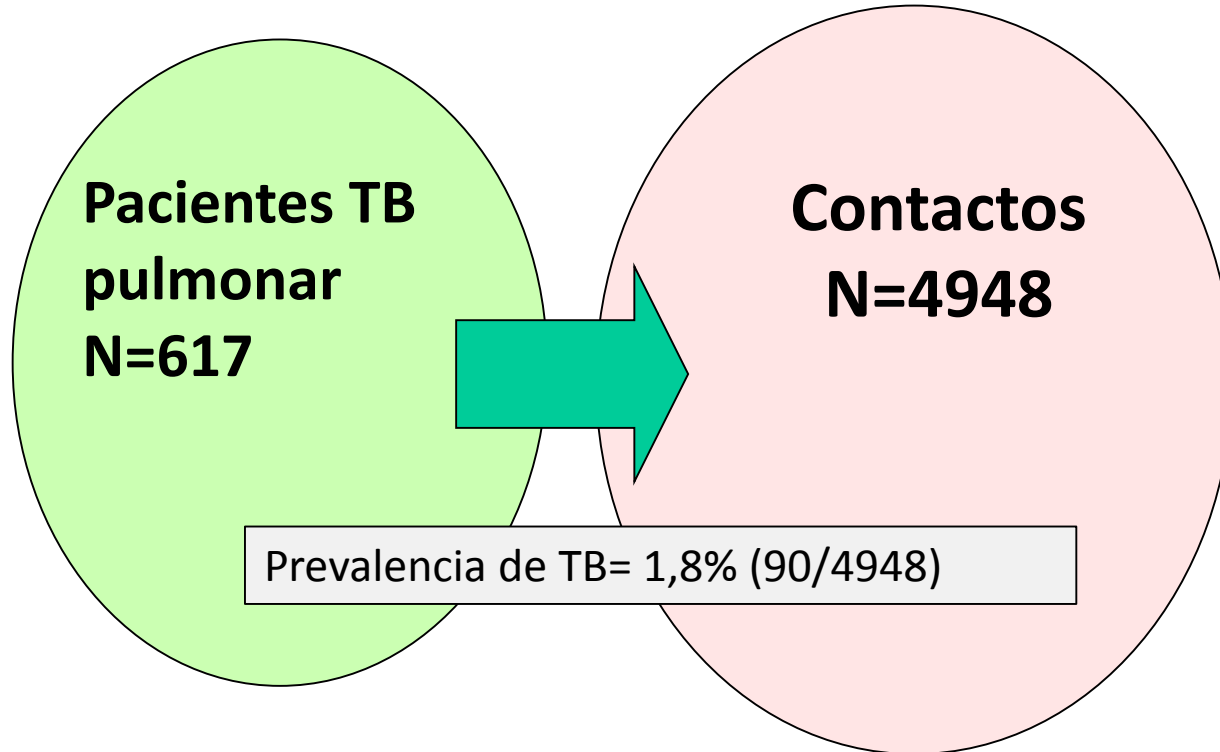 Pacientes TB
pulmonar
N=617
Contactos
N=4948
Prevalencia de TB= 1,8% (90/4948)